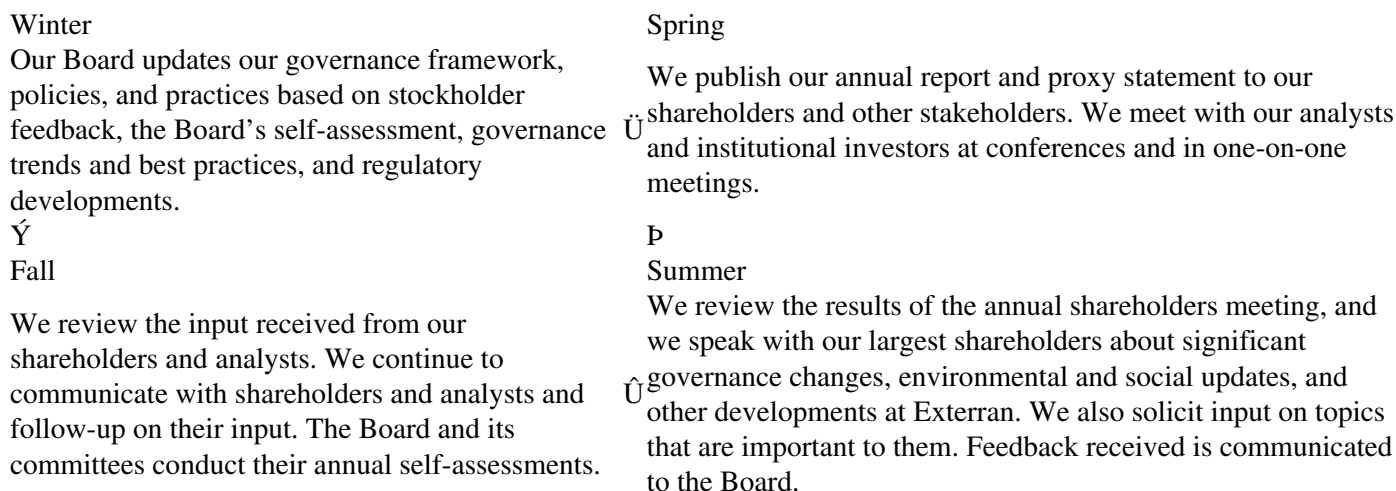 Winter
Our Board updates our governance framework,
policies, and practices based on stockholder
feedback, the Board’s self-assessment, governance
trends and best practices, and regulatory
developments.
Ü
Spring
We publish our annual report and proxy statement to our
shareholders and other stakeholders. We meet with our analysts
and institutional investors at conferences and in one-on-one
meetings.
Ý
Þ
Fall
We review the input received from our
shareholders and analysts. We continue to
communicate with shareholders and analysts and
follow-up on their input. The Board and its
committees conduct their annual self-assessments.
Û
Summer
We review the results of the annual shareholders meeting, and
we speak with our largest shareholders about significant
governance changes, environmental and social updates, and
other developments at Exterran. We also solicit input on topics
that are important to them. Feedback received is communicated
to the Board.